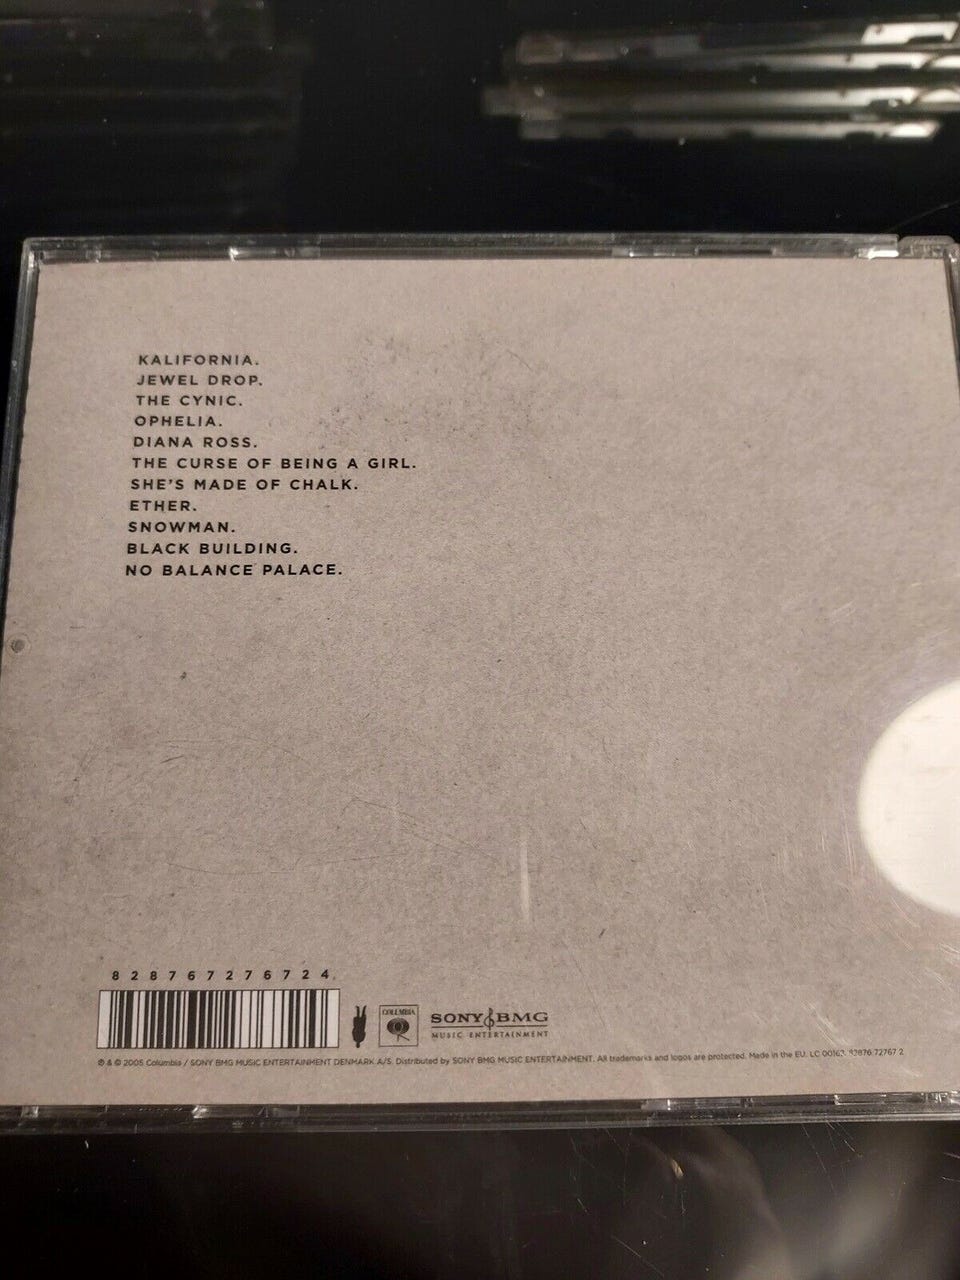 KALIFORNIA.
JEWEL DROP.
THE CYNIC.
OPHELIA.
DIANA ROSS.
THE CURSE OF BEING A GIRL.
SHE'S MADE OF CHALK.
ETHER.
SNOWMAN.
BLACK BUILDING.
NO BALANCE PALACE.
8 2 8 7 6 7 2 7 6 7 2 4
COLUMBIA
SONY BMG
MUSIC ENTERTAINMENT
℗ & © 2005 Columbia / SONY BMG MUSIC ENTERTAINMENT DENMARK A/S. Distributed by SONY BMG MUSIC ENTERTAINMENT. All trademarks and logos are protected. Made in the EU. LC 00162. 82876 72767 2